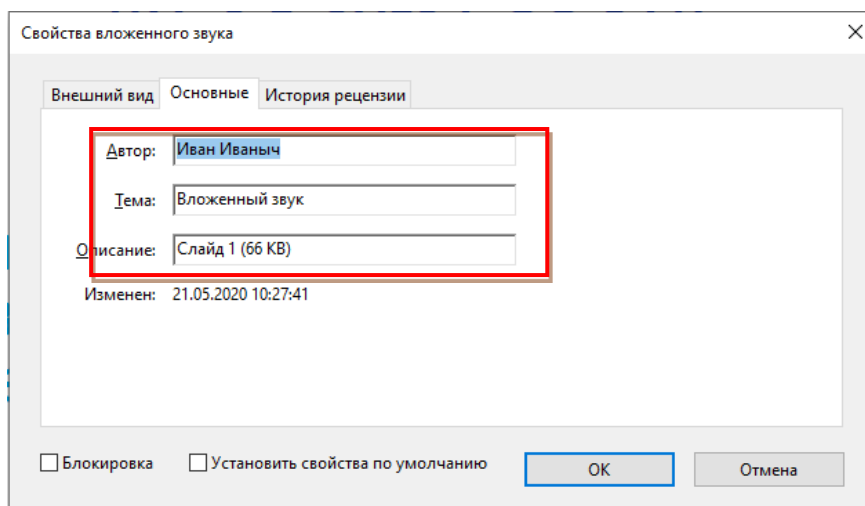 Свойства вложенного звука
Внешний вид Основные История рецензии
Автор: Иван Иваныч
Тема: Вложенный звук
Описание: Слайд 1 (66 KB)
Изменен: 21.05.2020 10:27:41
Блокировка Установить свойства по умолчанию OK Отмена